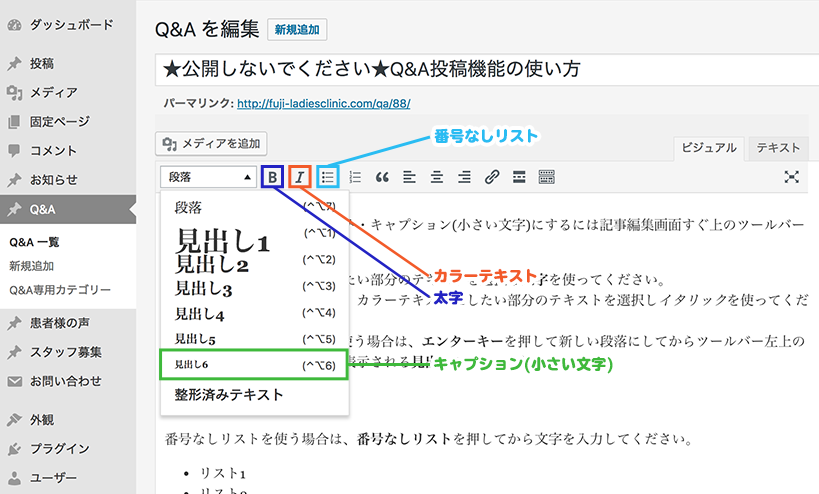 ダッシュボード
投稿
メディア
固定ページ
コメント
お知らせ
Q&A
Q&A 一覧
新規追加
Q&A専用カテゴリー
患者様の声
スタッフ募集
お問い合わせ
外観
プラグイン
ユーザー
Q&A を編集 新規追加
★公開しないでください★Q&A投稿機能の使い方
パーマリンク: http://fuji-ladiesclinic.com/qa/88/
メディアを追加
番号なしリスト
ビジュアル テキスト
段落 B I
段落 (^⌥7)
見出し1 (^⌥1)
見出し2 (^⌥2)
見出し3 (^⌥3)
見出し4 (^⌥4)
見出し5 (^⌥5)
見出し6 (^⌥6)
整形済みテキスト
・キャプション(小さい文字)にするには記事編集画面すぐ上のツールバー
カラーテキスト
たい部分のテ 字を使ってください。
太字
カラーテキ したい部分のテキストを選択しイタリックを使ってくだ
う場合は、エンターキーを押して新しい段落にしてからツールバー左上の
表示される見
キャプション(小さい文字)
番号なしリストを使う場合は、番号なしリストを押してから文字を入力してください。
• リスト1